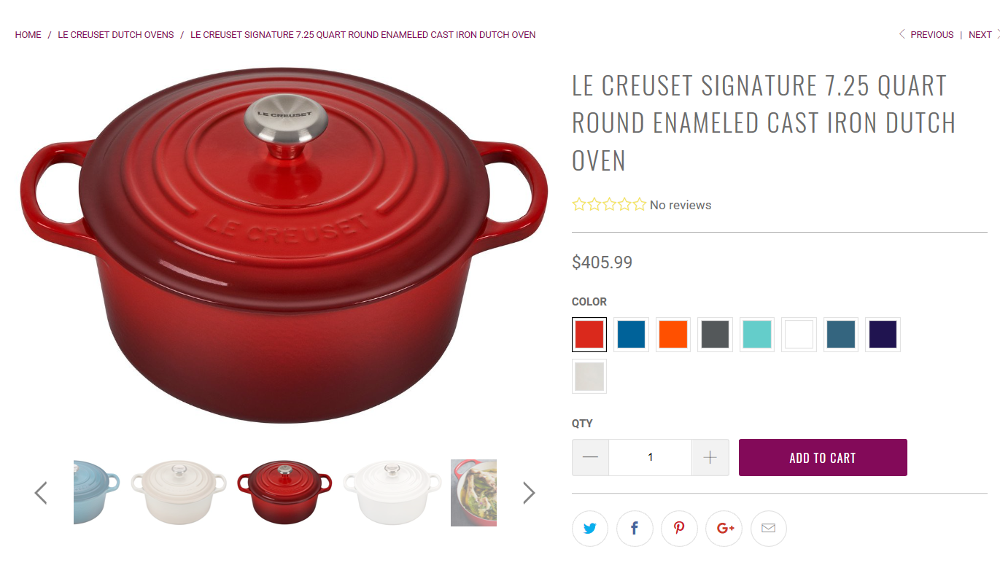 HOME / LE CREUSET DUTCH OVENS / LE CREUSET SIGNATURE 7.25 QUART ROUND ENAMELED CAST IRON DUTCH OVEN
PREVIOUS | NEXT
LE CREUSET
LE CREUSET
LE CREUSET SIGNATURE 7.25 QUART
ROUND ENAMELED CAST IRON DUTCH
OVEN
No reviews
$405.99
COLOR
QTY
1
ADD TO CART
G+